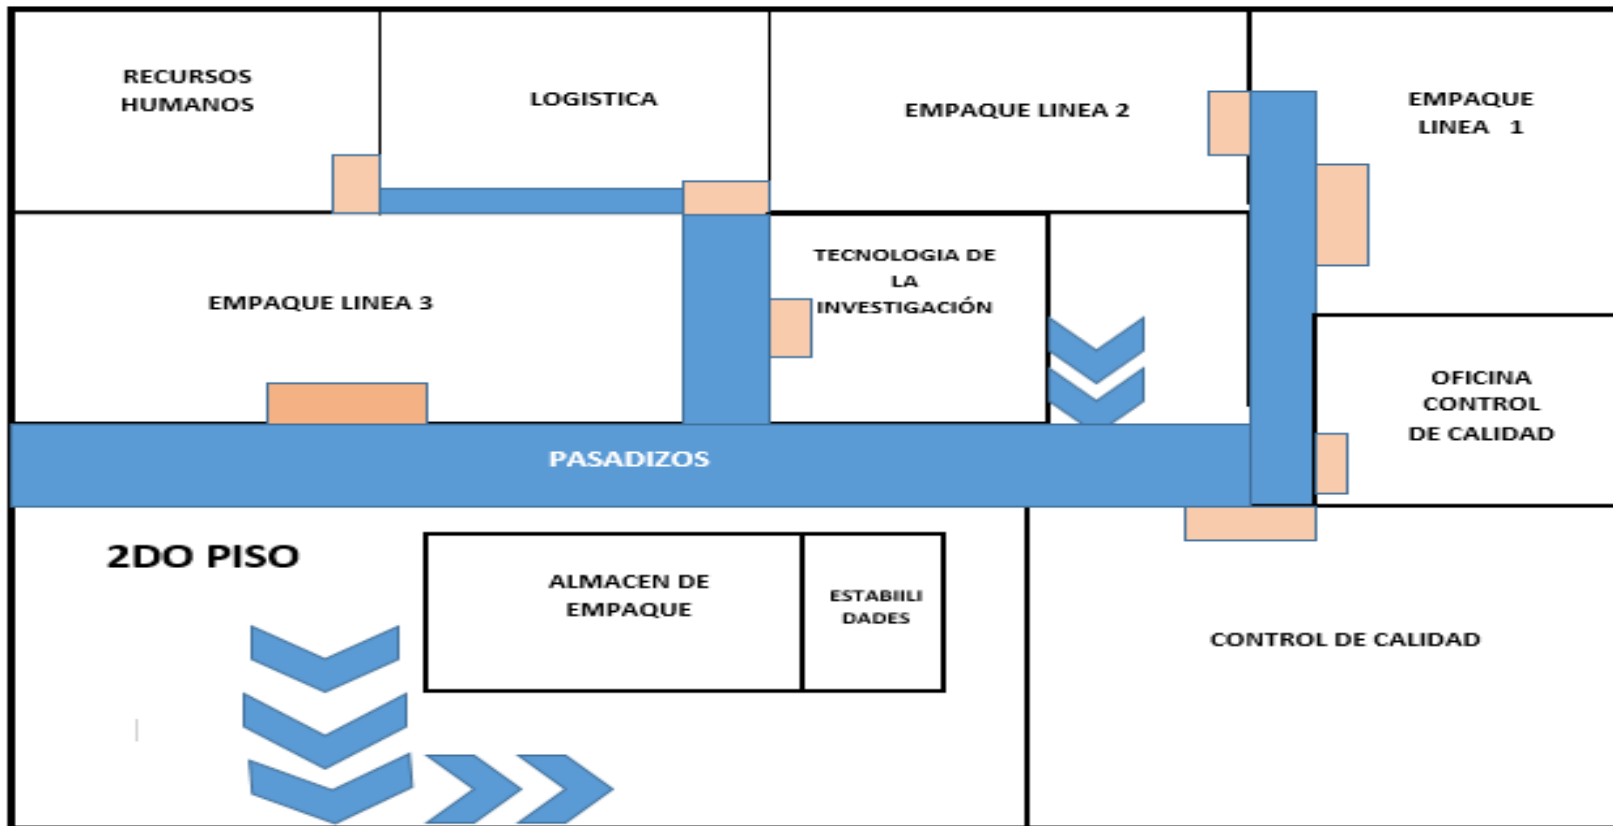 RECURSOS
HUMANOS
LOGISTICA
EMPAQUE LINEA 2
EMPAQUE
LINEA 1
EMPAQUE LINEA 3
TECNOLOGIA DE
LA
INVESTIGACIÓN
OFICINA
CONTROL
DE CALIDAD
PASADIZOS
2DO PISO
ALMACEN DE
EMPAQUE
ESTABIILI
DADES
CONTROL DE CALIDAD